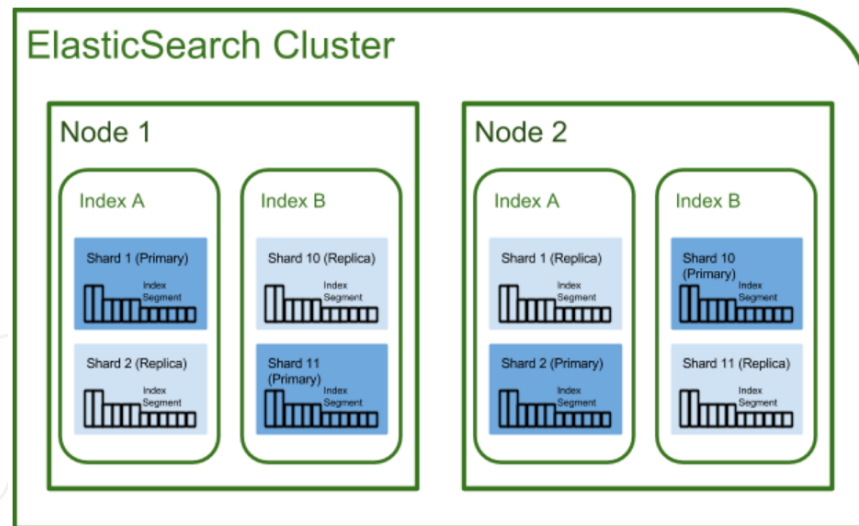 ElasticSearch Cluster
Node 1
Index A
Shard 1 (Primary)
Index
Segment
Shard 2 (Replica)
Index
Segment
Index B
Shard 10 (Replica)
Index
Segment
Shard 11
(Primary)
Index
Segment
Node 2
Index A
Shard 1 (Replica)
Index
Segment
Shard 2 (Primary)
Index
Segment
Index B
Shard 10
(Primary)
Index
Segment
Shard 11 (Replica)
Index
Segment